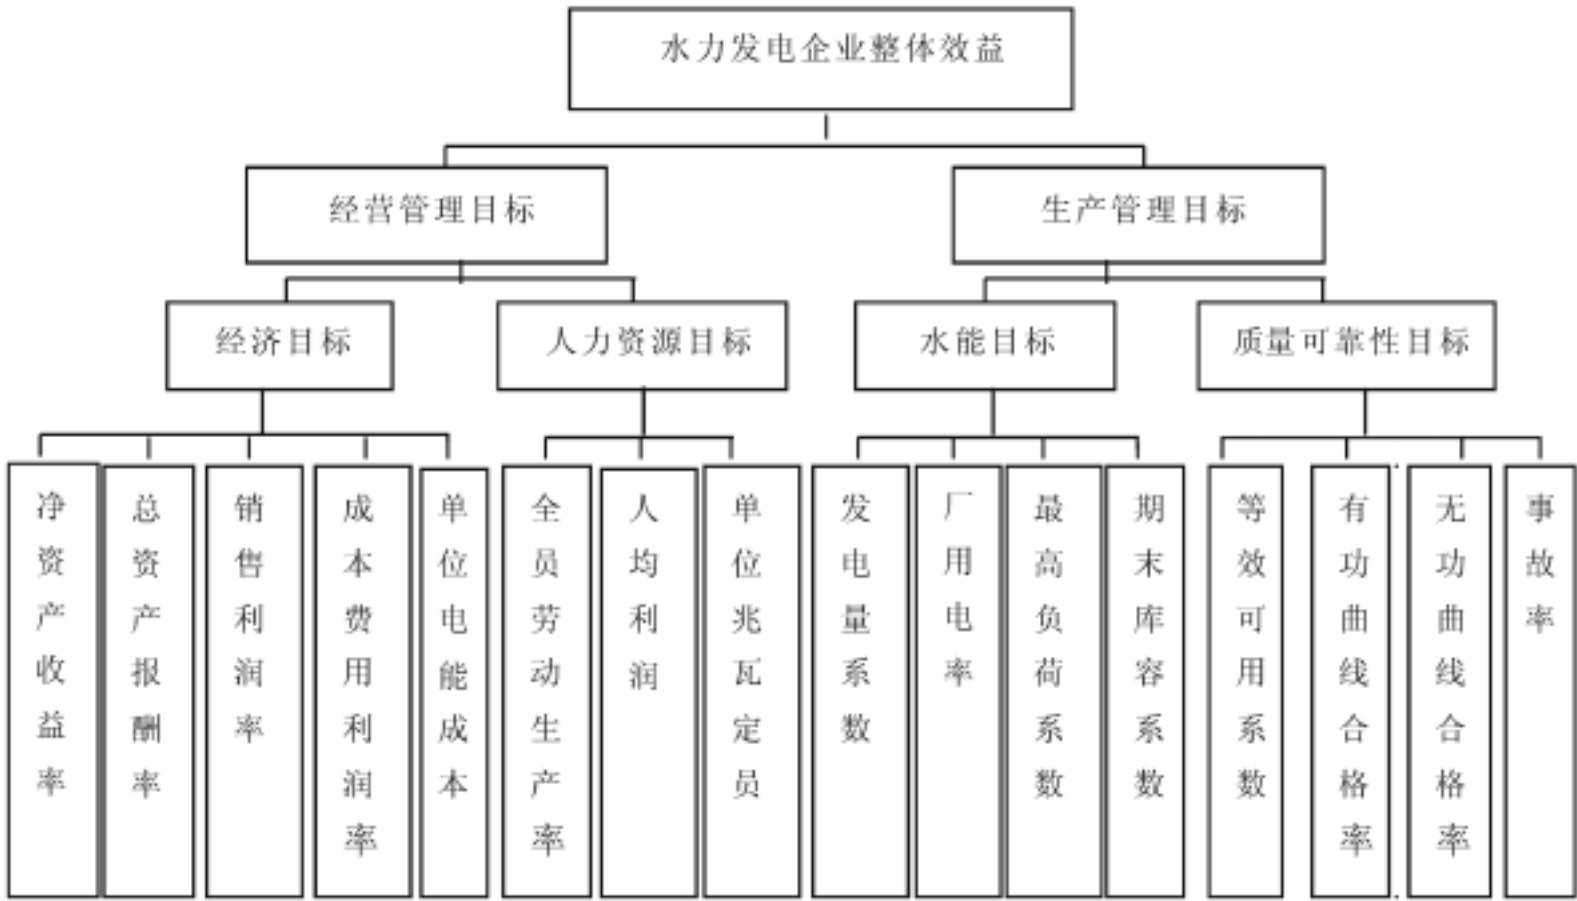 水力发电企业整体效益
经营管理目标
生产管理目标
经济目标
人力资源目标
水能目标
质量可靠性目标
净资产收益率
总资产报酬率
销售利润率
成本费用利润率
单位电能成本
全员劳动生产率
人均利润
单位兆瓦定员
发电量系数
厂用电率
最高负荷系数
期末库容系数
等效可用系数
有功曲线合格率
无功曲线合格率
事故率